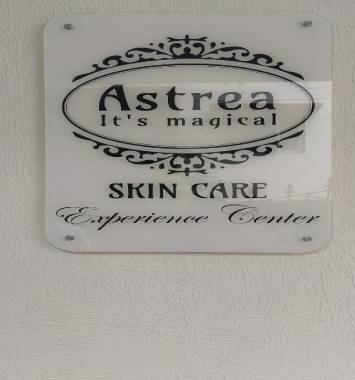 Astrea
It's magical
SKIN CARE
Experience Center